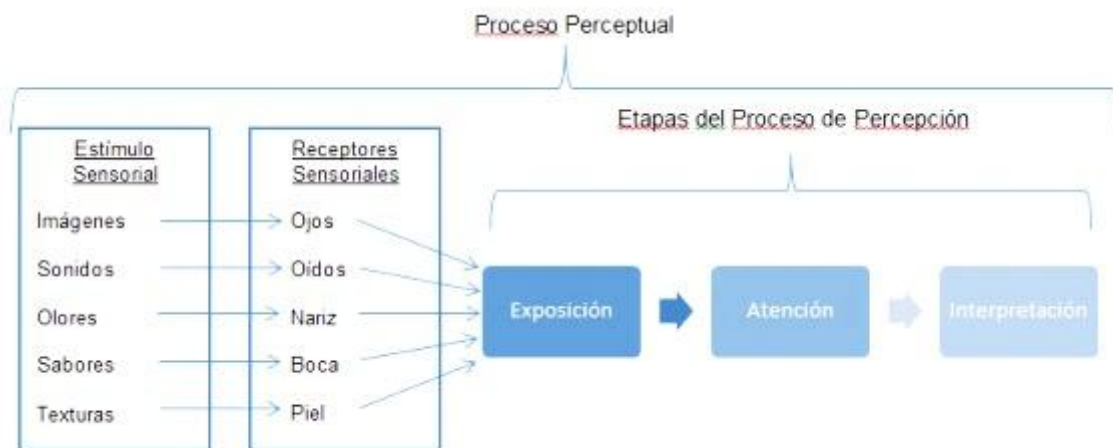 Proceso Perceptual
Etapas del Proceso de Percepción
Estímulo
Sensorial
Receptores
Sensoriales
Imágenes
Ojos
Sonidos
Oídos
Olores
Nariz
Sabores
Boca
Texturas
Piel
Exposición
Atención
Interpretación